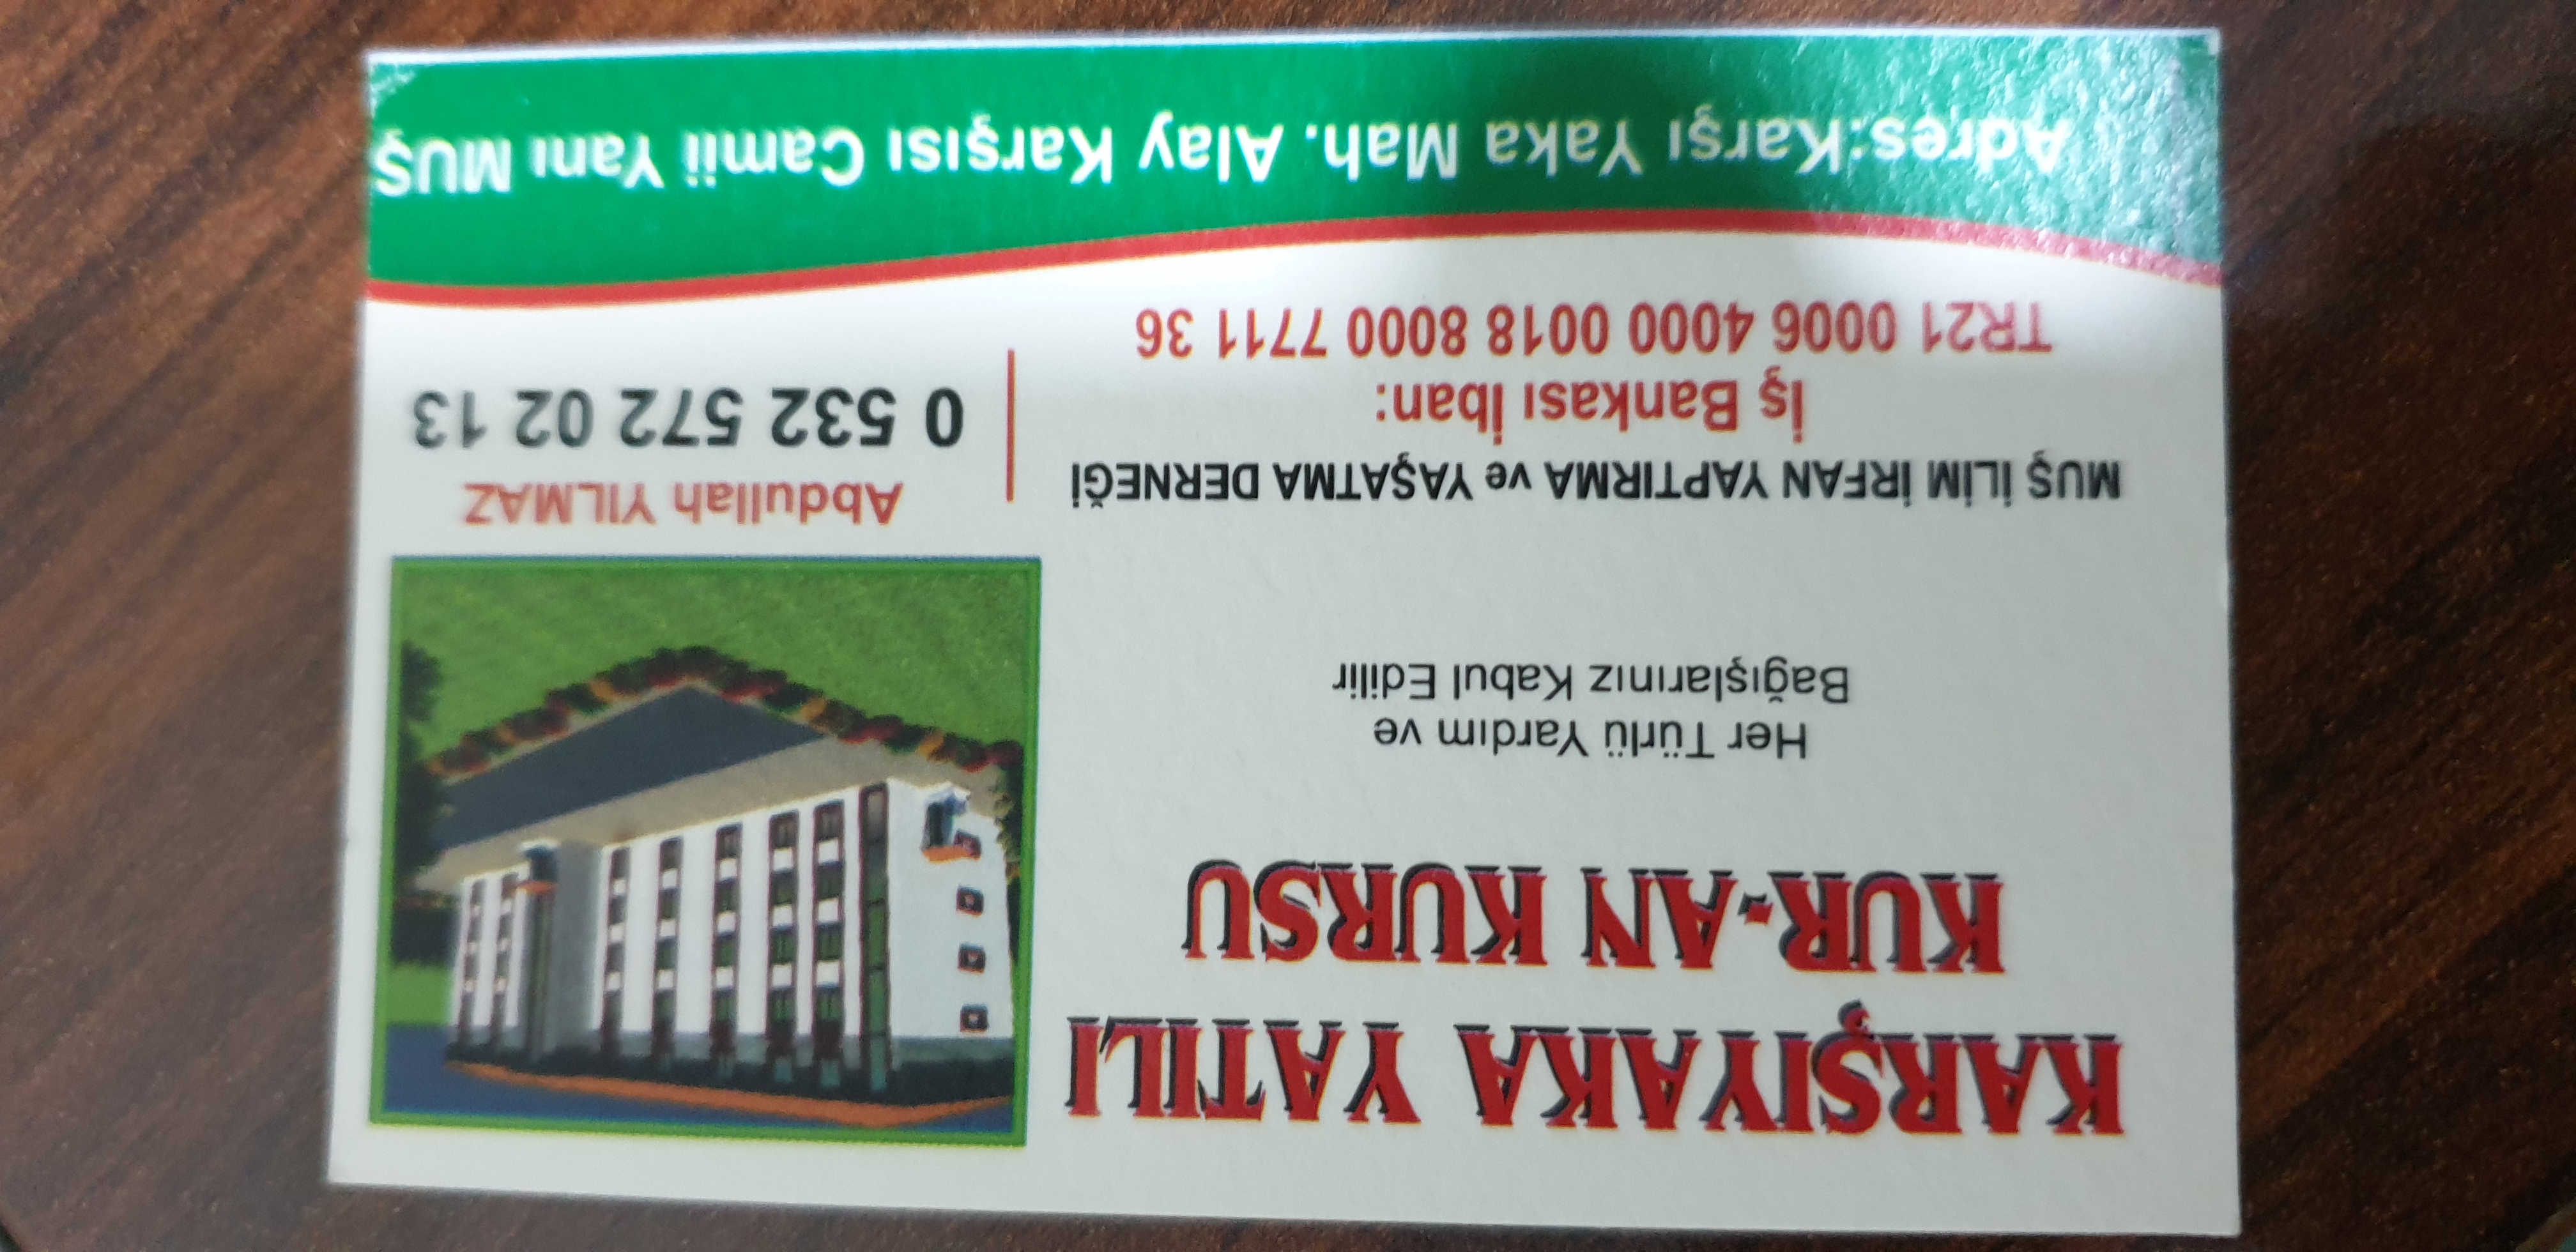 KARŞIYAKA YATILI
KUR-AN KURSU
Her Türlü Yardım ve
Bağışlarınız Kabul Edilir
MUŞ İLİM İRFAN YAPTIRMA ve YAŞATMA DERNEĞİ
İş Bankası İban:
TR21 0006 4000 0018 8000 7711 36
Abdullah YILMAZ
0 532 572 02 13
Adres:Karşı Yaka Mah. Alay Karşısı Camii Yanı MUŞ